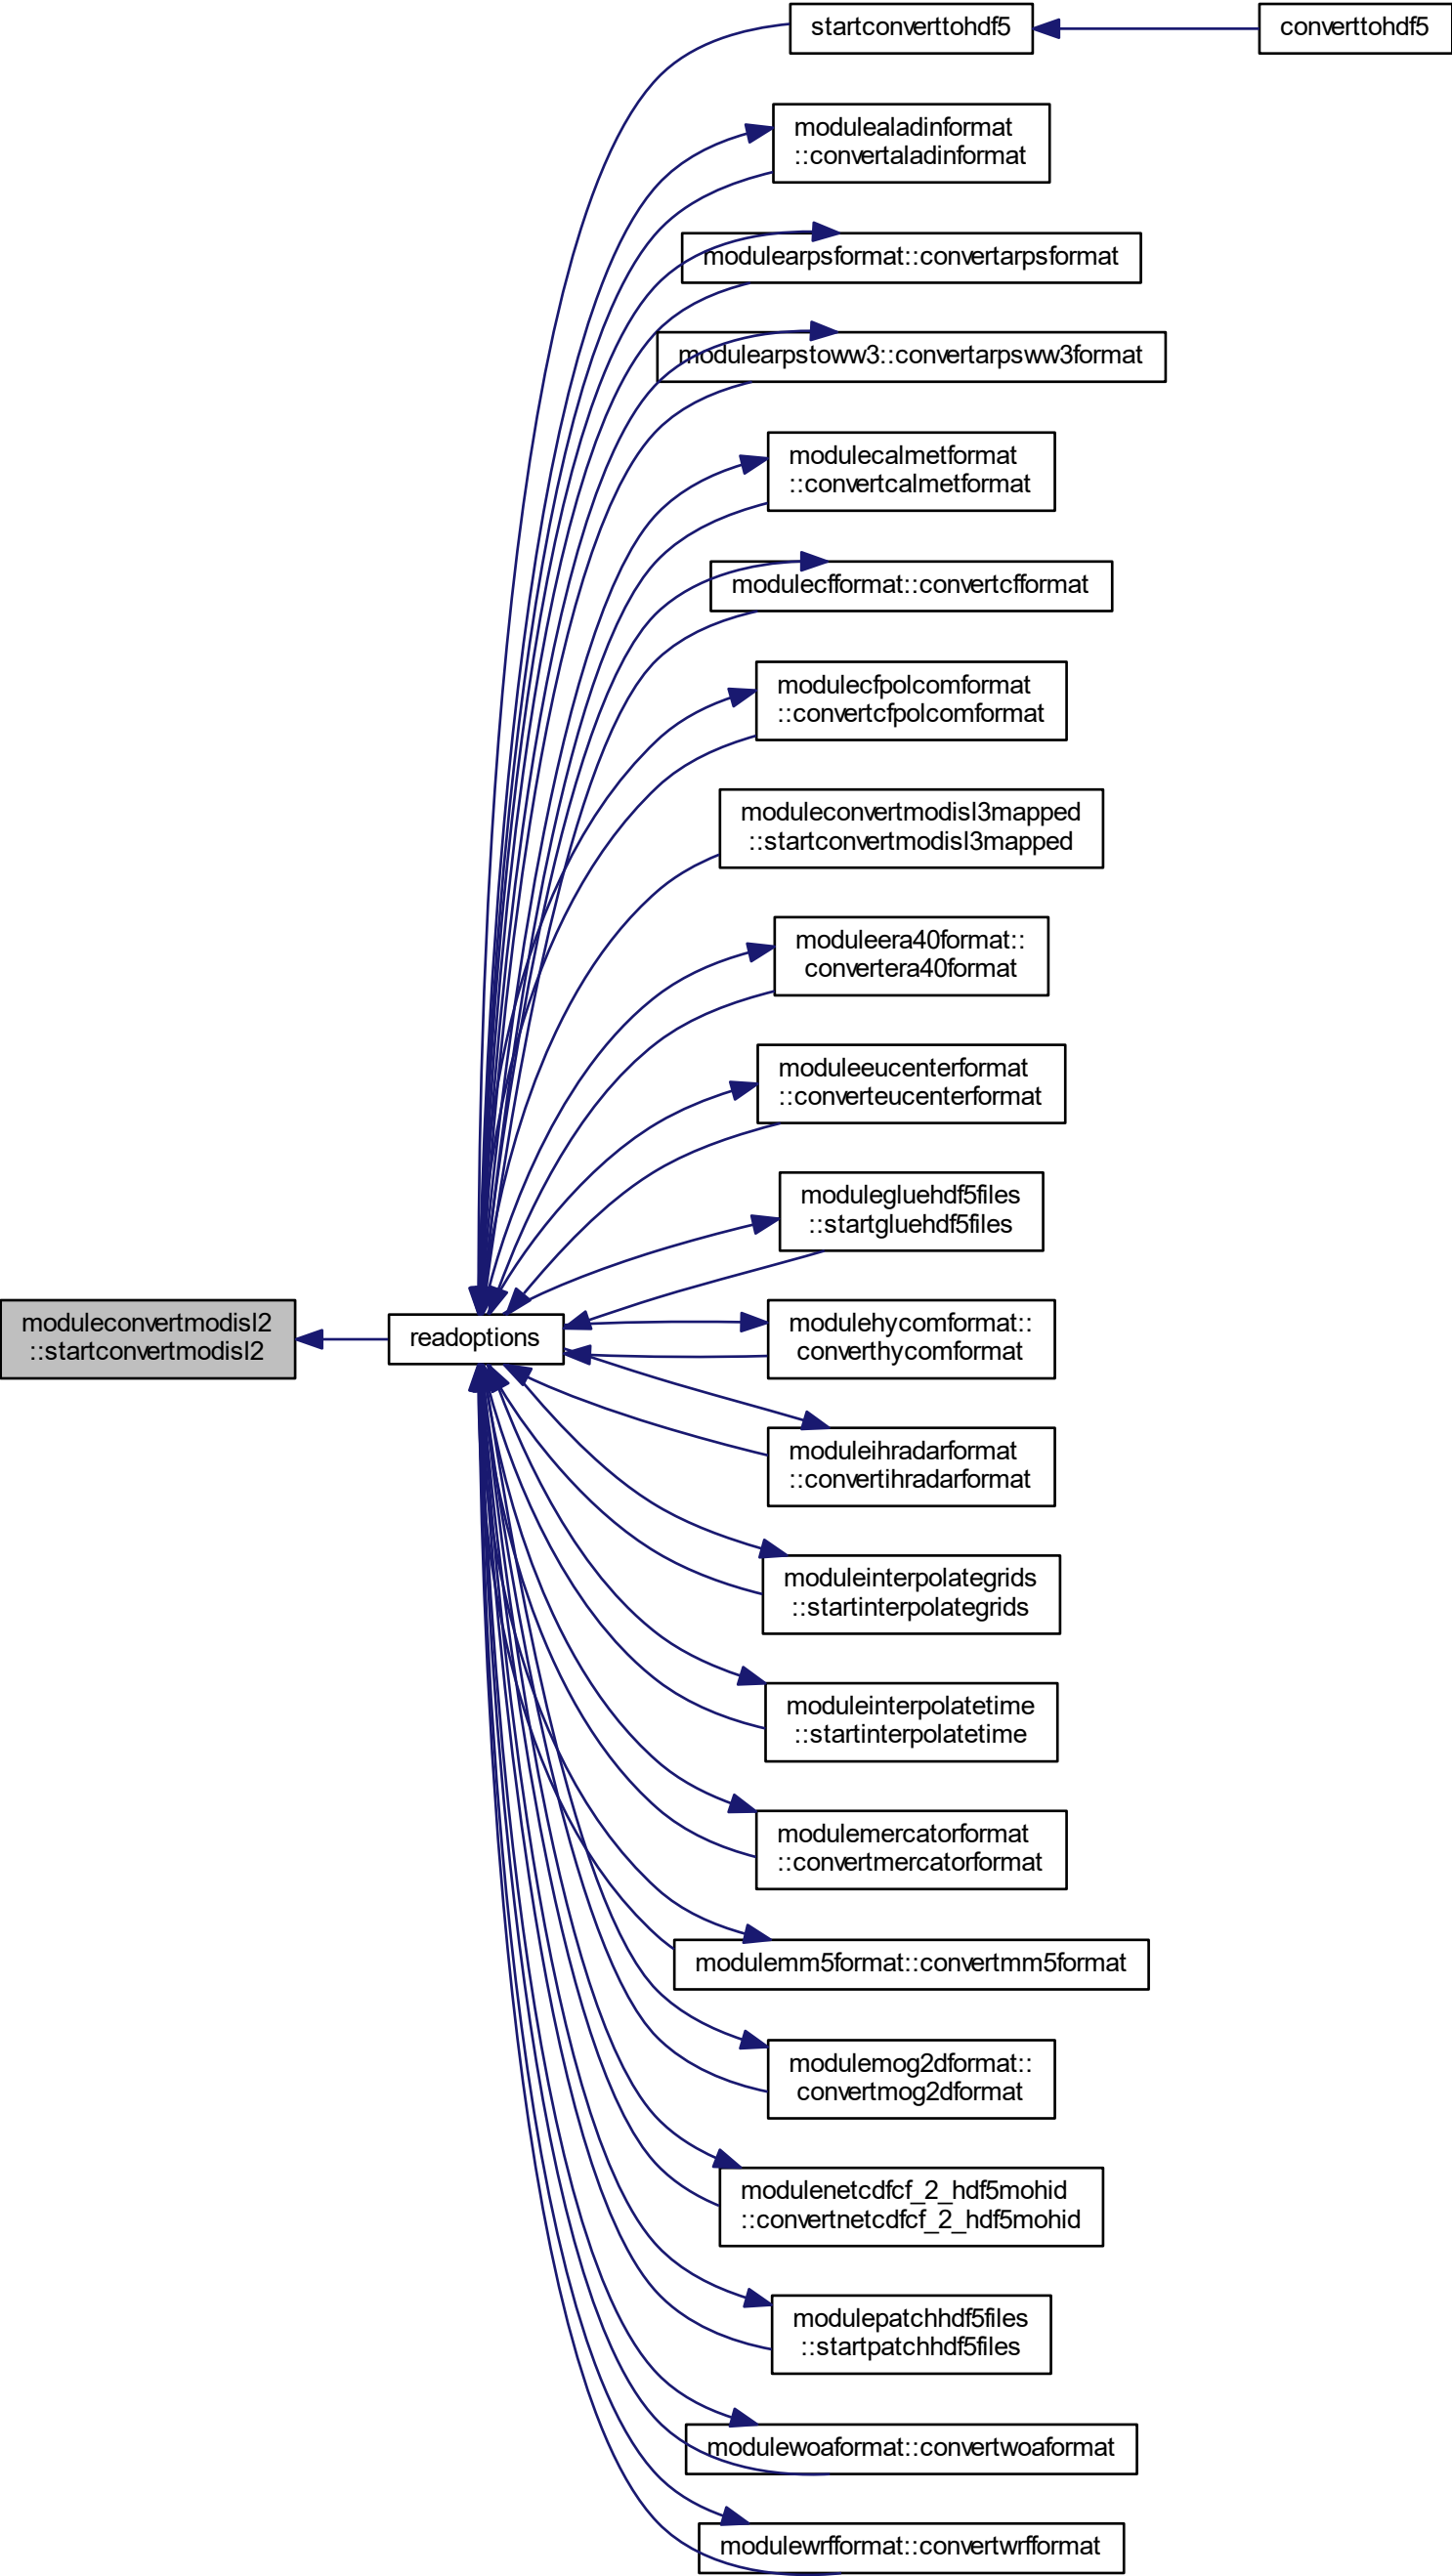 startconverttohdf5
converttohdf5
modulealadinformat
::convertaladinformat
modulearpsformat::convertarpsformat
modulearpstoww3::convertarpsww3format
modulecalmetformat
::convertcalmetformat
modulecfformat::convertcfformat
modulecfpolcomformat
::convertcfpolcomformat
moduleconvertmodisl3mapped
::startconvertmodisl3mapped
moduleera40format::
convertera40format
moduleeucenterformat
::converteucenterformat
modulegluehdf5files
::startgluehdf5files
moduleconvertmodisl2
::startconvertmodisl2
readoptions
modulehycomformat::
converthycomformat
moduleihradarformat
::convertihradarformat
moduleinterpolategrids
::startinterpolategrids
moduleinterpolatetime
::startinterpolatetime
modulemercatorformat
::convertmercatorformat
modulemm5format::convertmm5format
modulemog2dformat::
convertmog2dformat
modulenetcdfcf_2_hdf5mohid
::convertnetcdfcf_2_hdf5mohid
modulepatchhdf5files
::startpatchhdf5files
modulewoaformat::convertwoaformat
modulewrfformat::convertwrfformat